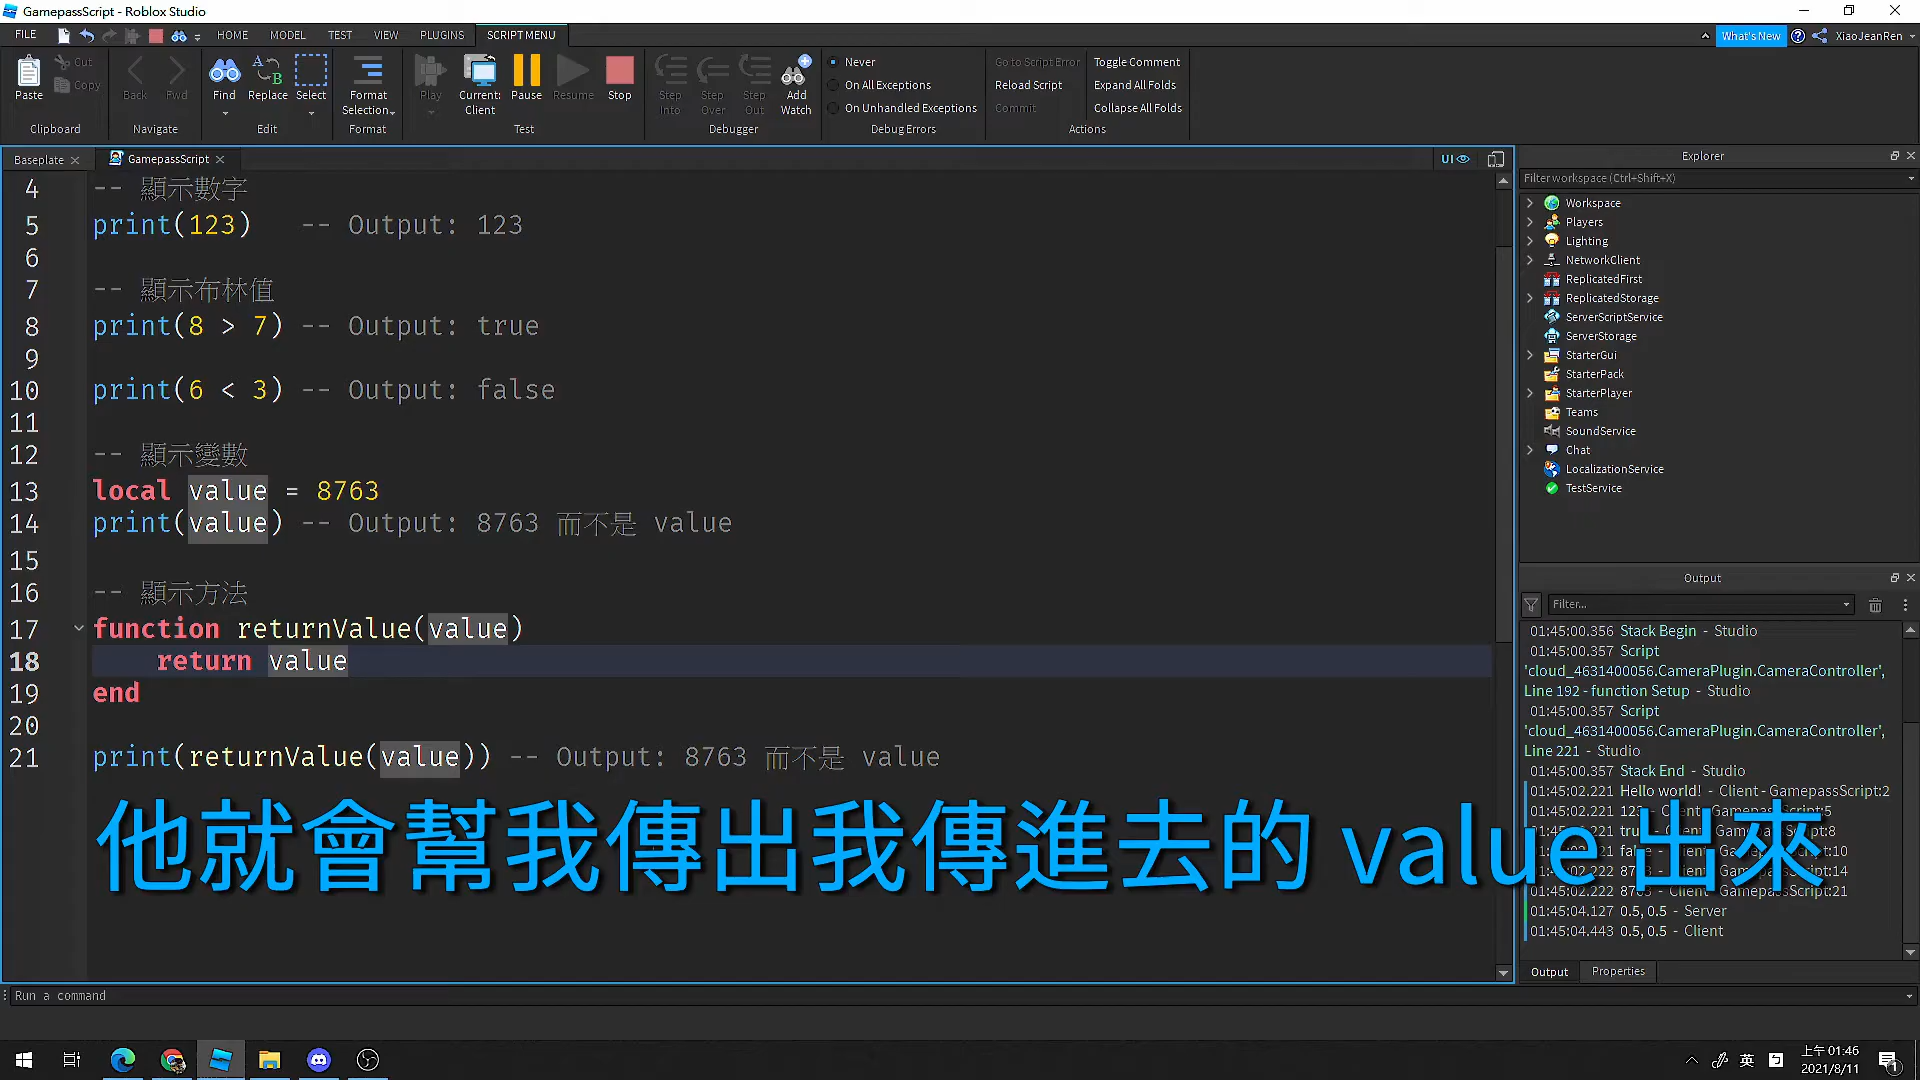 GamepassScript - Roblox Studio
FILE HOME MODEL TEST VIEW PLUGINS SCRIPT MENU What's New XiaoJeanRen
Paste Cut Copy Clipboard
Back Fwd Navigate
Find Replace Select Edit
Format Selection Format
Play Current: Client Pause Resume Stop Test
Step Into Step Over Step Out Add Watch Debugger
Never
On All Exceptions
On Unhandled Exceptions
Debug Errors
Go to Script Error Toggle Comment
Reload Script Expand All Folds
Commit Collapse All Folds
Actions
Baseplate GamepassScript UI
4 -- 顯示數字
5 print(123) -- Output: 123
6
7 -- 顯示布林值
8 print(8 > 7) -- Output: true
9
10 print(6 < 3) -- Output: false
11
12 -- 顯示變數
13 local value = 8763
14 print(value) -- Output: 8763 而不是 value
15
16 -- 顯示方法
17 function returnValue(value)
18 return value
19 end
20
21 print(returnValue(value)) -- Output: 8763 而不是 value
他就會幫我傳出我傳進去的 value 出來
Explorer
Filter workspace (Ctrl+Shift+X)
Workspace
Players
Lighting
NetworkClient
ReplicatedFirst
ReplicatedStorage
ServerScriptService
ServerStorage
StarterGui
StarterPack
StarterPlayer
Teams
SoundService
Chat
LocalizationService
TestService
Output
Filter...
01:45:00.356 Stack Begin - Studio
01:45:00.357 Script
'cloud_4631400056.CameraPlugin.CameraController',
Line 192 - function Setup - Studio
01:45:00.357 Script
'cloud_4631400056.CameraPlugin.CameraController',
Line 221 - Studio
01:45:00.357 Stack End - Studio
01:45:02.221 Hello world! - Client - GamepassScript:2
01:45:02.221 123 - Client - GamepassScript:5
01:45:04.127 0.5, 0.5 - Server
01:45:04.443 0.5, 0.5 - Client
Output Properties
Run a command
英
上午 01:46
2021/8/11
1